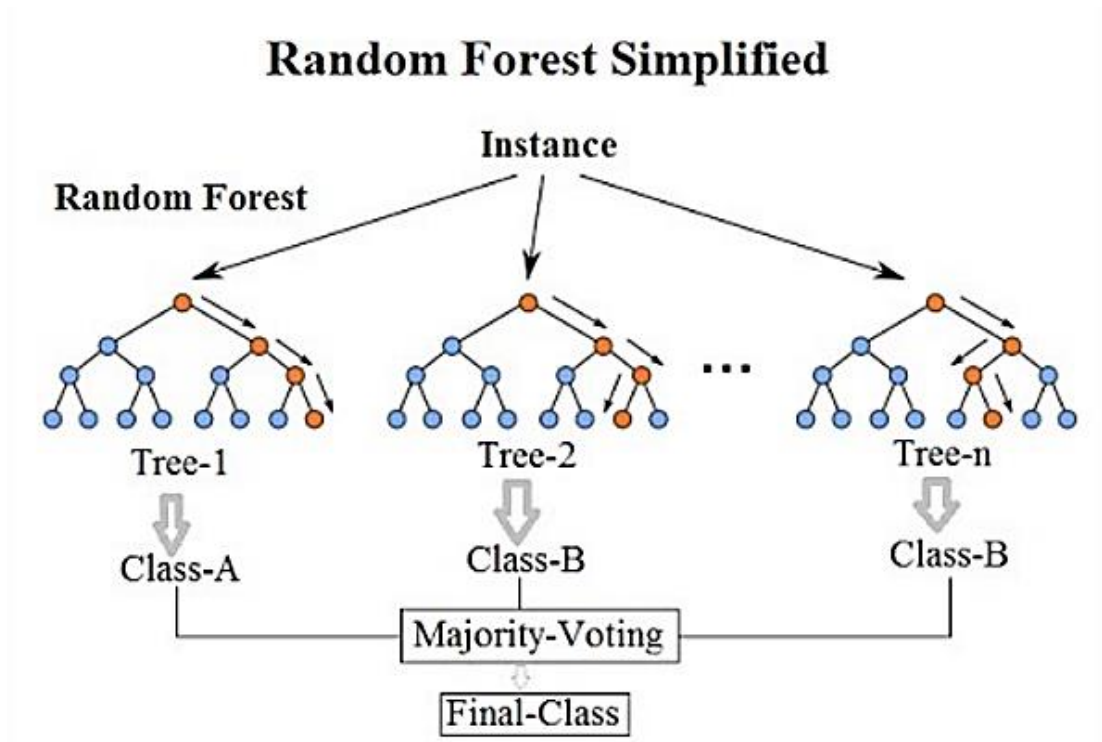 Random Forest Simplified
Instance
Random Forest
...
Tree-1
Tree-2
Tree-n
Class-A
Class-B
Class-B
Majority-Voting
Final-Class